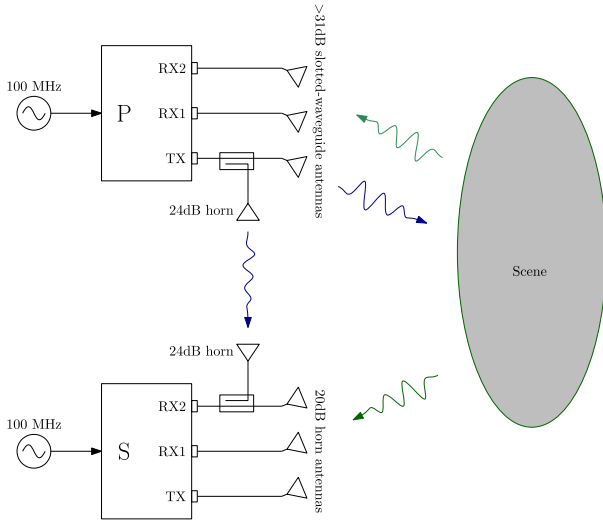 >31dB slotted-waveguide antennas
RX2
100 MHz
P
RX1
TX
24dB horn
Scene
24dB horn
20dB horn antennas
RX2
100 MHz
S
RX1
TX